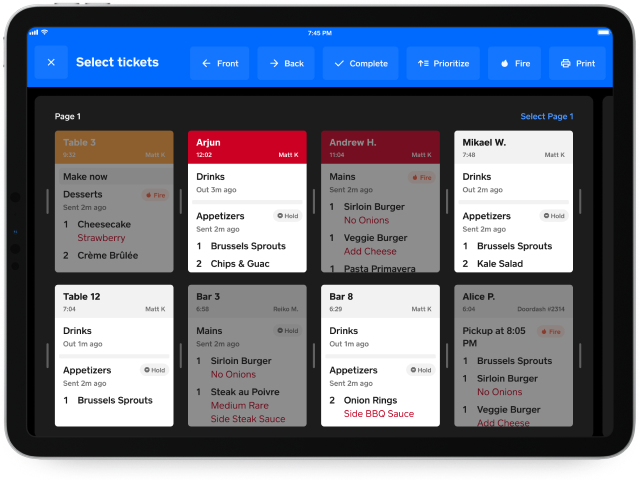 7:45 PM
Select tickets
Front
Back
Complete
Prioritize
Fire
Print
Page 1
Select Page 1
Table 3
9:33 Matt K
Make now
Desserts Fire
Sent 2m ago
1 Cheesecake
Strawberry
2 Crème Brûlée
Arjun
12:02 Matt K
Drinks
Out 3m ago
Appetizers Hold
Sent 2m ago
1 Brussels Sprouts
2 Chips & Guac
Andrew H.
11:04 Matt K
Mains Fire
Sent 2m ago
1 Sirloin Burger
No Onions
1 Veggie Burger
Add Cheese
1 Pasta Primavera
Mikael W.
7:48 Matt K
Drinks
Out 2m ago
Appetizers Hold
Sent 2m ago
1 Brussels Sprouts
2 Kale Salad
Table 12
7:04 Matt K
Drinks
Out 1m ago
Appetizers Hold
Sent 2m ago
1 Brussels Sprouts
Bar 3
6:58 Reiko M.
Mains Hold
Sent 2m ago
1 Sirloin Burger
No Onions
1 Steak au Poivre
Medium Rare
Side Steak Sauce
Bar 8
6:29 Matt K
Drinks
Out 1m ago
Appetizers Hold
Sent 2m ago
2 Onion Rings
Side BBQ Sauce
Alice P.
6:04 Doordash #2314
Pickup at 8:05 Fire
PM
1 Brussels Sprouts
1 Sirloin Burger
No Onions
1 Veggie Burger
Add Cheese